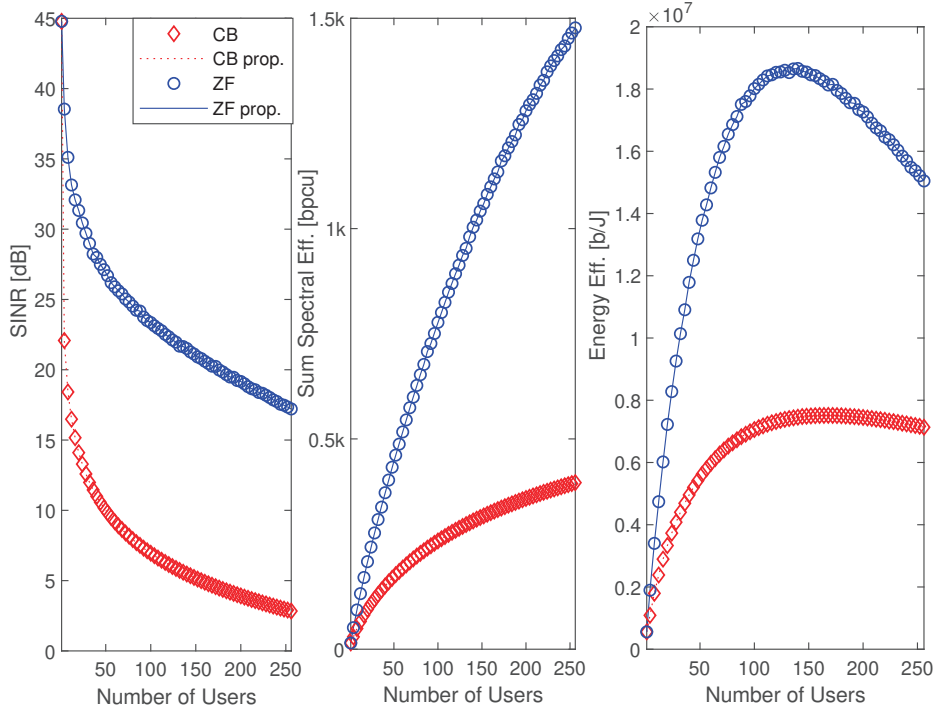 CB
CB prop.
ZF
ZF prop.
SINR [dB]
45
40
35
30
25
20
15
10
5
0
50 100 150 200 250
Number of Users
Sum Spectral Eff. [bpcu]
1.5k
1k
0.5k
0
50 100 150 200 250
Number of Users
Energy Eff. [b/J]
×10⁷
2
1.8
1.6
1.4
1.2
1
0.8
0.6
0.4
0.2
0
50 100 150 200 250
Number of Users